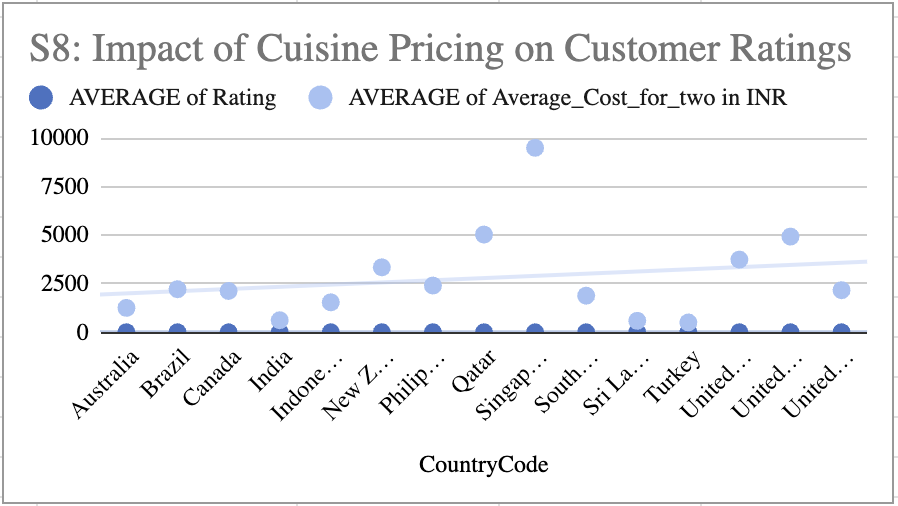 S8: Impact of Cuisine Pricing on Customer Ratings
AVERAGE of Rating
AVERAGE of Average_Cost_for_two in INR
10000
7500
5000
2500
0
Australia
Brazil
Canada
India
Indone…
New Z…
Philip…
Qatar
Singap…
South…
Sri La…
Turkey
United…
United…
United…
CountryCode